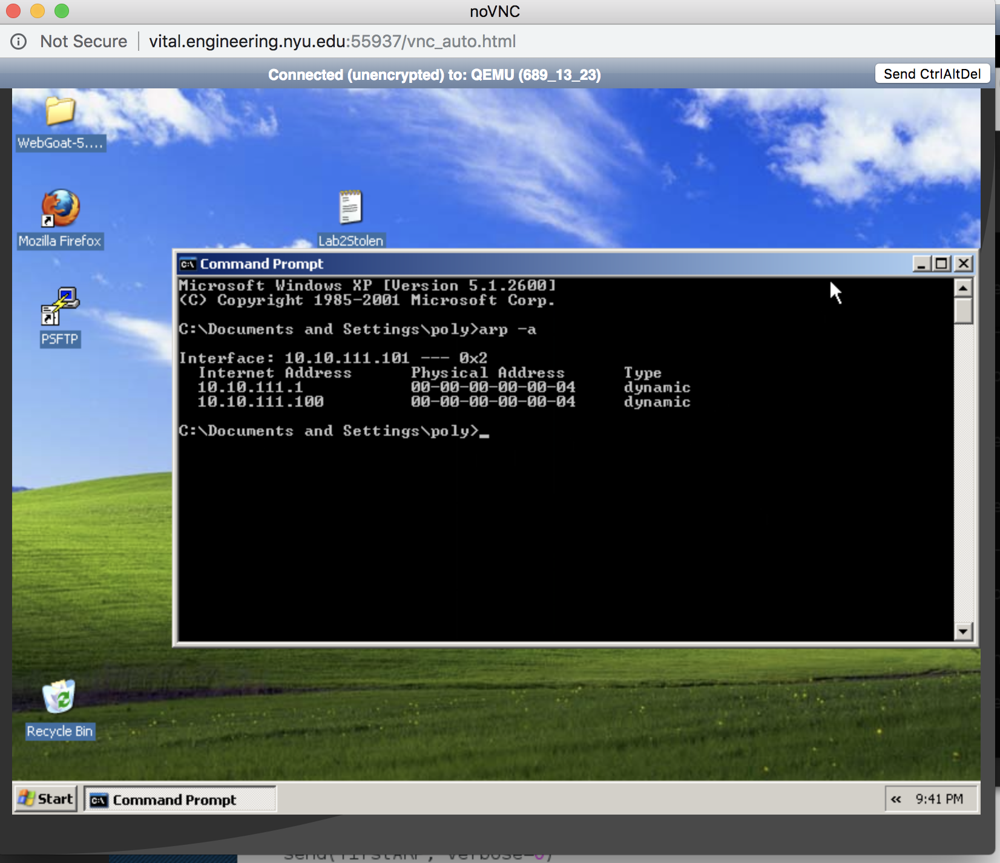 noVNC
Not Secure vital.engineering.nyu.edu:55937/vnc_auto.html
Connected (unencrypted) to: QEMU (689_13_23)
Send CtrlAltDel
WebGoat-5....
Mozilla Firefox
Lab2Stolen
PSFTP
Command Prompt
Microsoft Windows XP [Version 5.1.2600]
(C) Copyright 1985-2001 Microsoft Corp.
C:\Documents and Settings\poly>arp -a
Interface: 10.10.111.101 --- 0x2
Internet Address Physical Address Type
10.10.111.1 00-00-00-00-00-04 dynamic
10.10.111.100 00-00-00-00-00-04 dynamic
C:\Documents and Settings\poly>_
Recycle Bin
Start
Command Prompt
« 9:41 PM
send(firstARP, verbose=0)